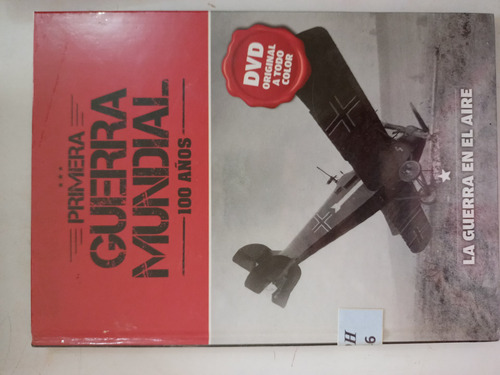 PRIMERA
GUERRA
MUNDIAL
100 AÑOS
DVD
ORIGINAL
A TODO
COLOR
LA GUERRA EN EL AIRE
6